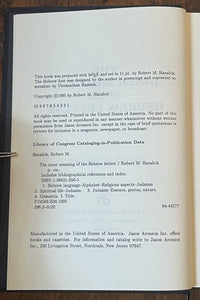 This book was prepared with MTEX and set in 11 pt. by Robert M. Haralick.
The Hebrew font was designed by the author in postscript and converted to
metafont by Visvanathan Ramesh.
Copyright ©1995 by Robert M. Haralick
10 9 8 7 6 5 4 3 2 1
All rights reserved. Printed in the United States of America. No part of this
book may be used or reproduced in any manner whatsoever without written
permission from Jason Aronson Inc. except in the case of brief quotations in
reviews for inclusion in a magazine, newspaper, or broadcast.
Library of Congress Cataloging-in-Publication Data
Haralick, Robert M.
The inner meaning of the Hebrew letters / Robert M Haralick
p. cm.
Includes bibliographical references and index.
ISBN 1-56821-356-5
1. Hebrew language-Alphabet-Religious aspects-Judaism
2. Spiritual life-Judaism. 3. Judaism-Essence, genius, nature.
4. Gematria. I. Title.
PJ4589.H36 1995
296.3-dc20 94-44577
Manufactured in the United States of America. Jason Aronson Inc. offers
books and cassettes. For information and catalog write to Jason Aronson
Inc., 230 Livingston Street, Northvale, New Jersey 07647.